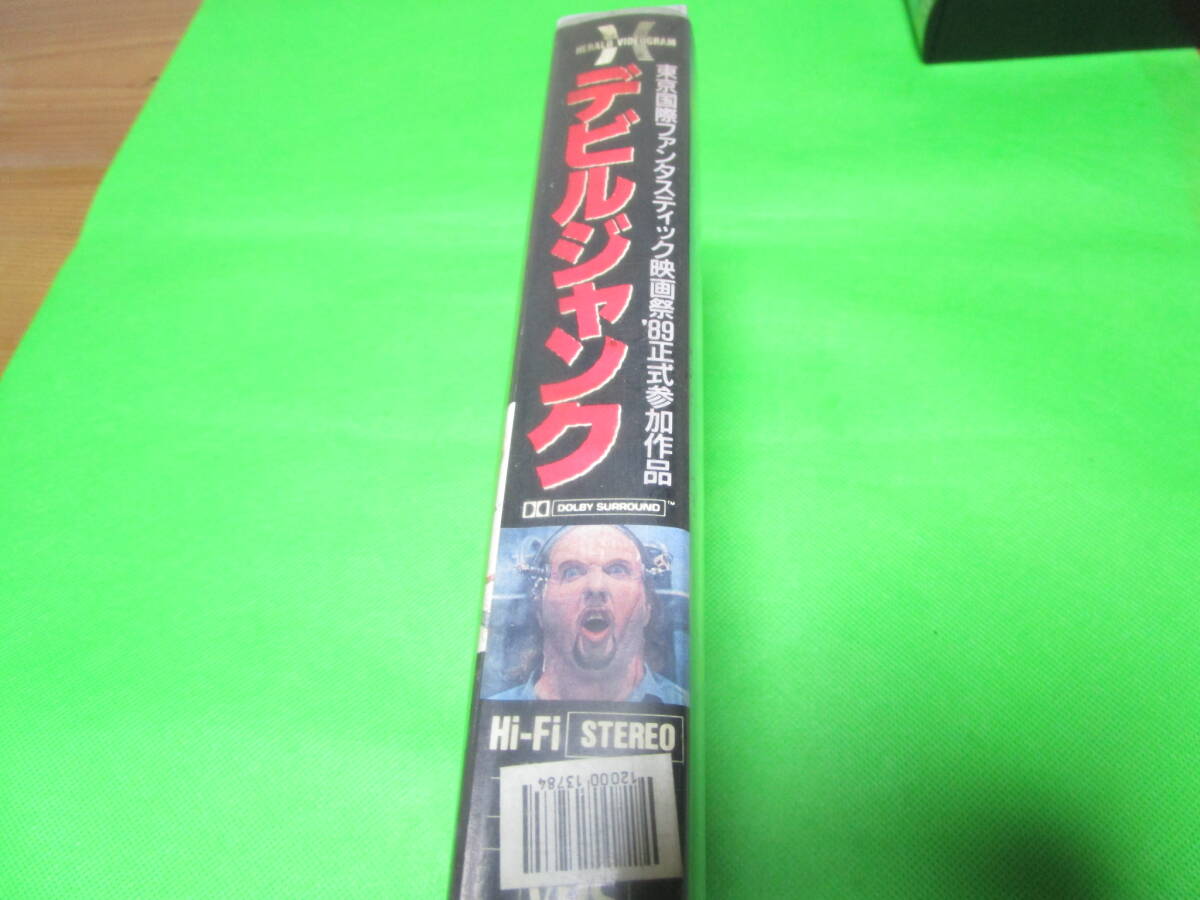 HERALD VIDEOGRAM
東京国際ファンタスティック映画祭'89正式参加作品
デビルジャンク
DOLBY SURROUND™
Hi-Fi STEREO
12000 13784